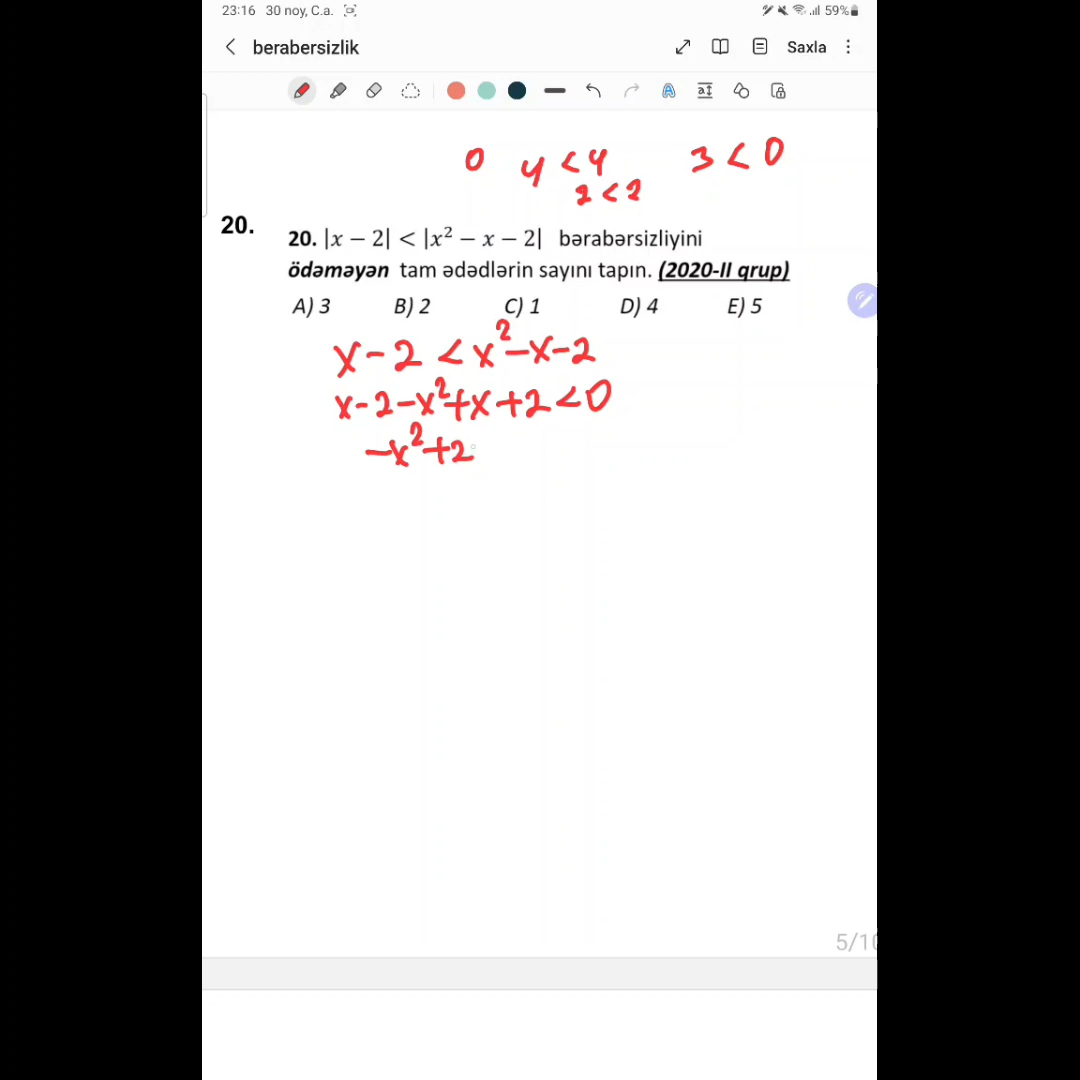 23:16 30 noy, C.a. 59%
berabersizlik Saxla
0 4 < 4 3 < 0
2 < 2
20.
20. |x − 2| < |x² − x − 2| bərabərsizliyini
ödəməyən tam ədədlərin sayını tapın. (2020-II qrup)
A) 3 B) 2 C) 1 D) 4 E) 5
x-2 < x²-x-2
x-2-x²+x+2<0
-x²+2
5/10